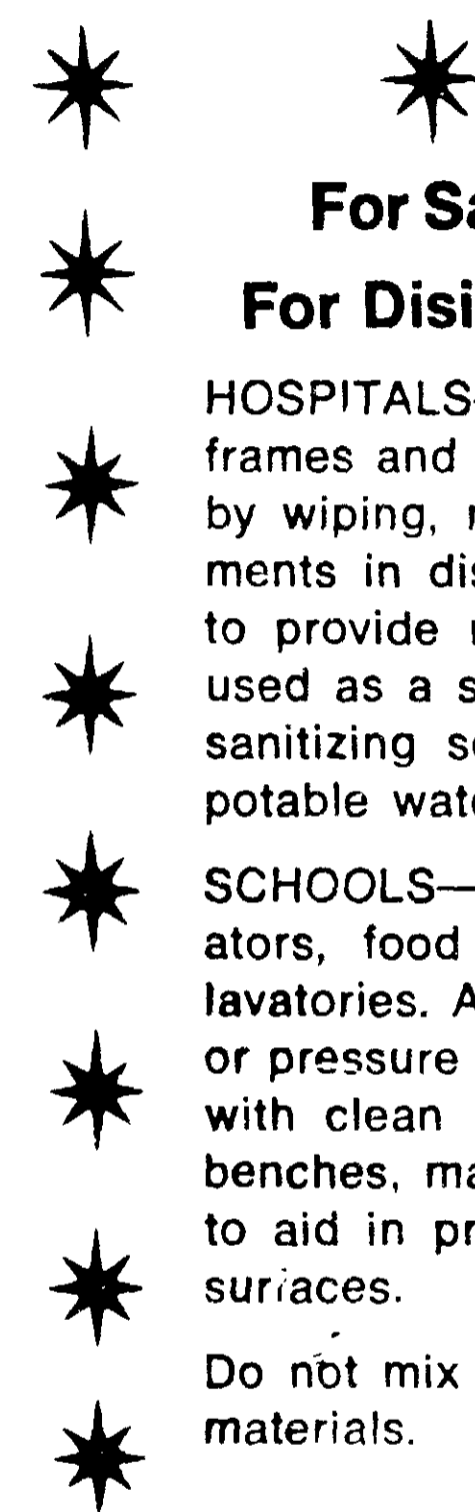 For Sa
For Disi
HOSPITALS
frames and
by wiping,
ments in dis
to provide
used as a s
sanitizing s
potable wat
SCHOOLS—
ators, food
lavatories. A
or pressure
with clean
benches, ma
to aid in pr
surfaces.
Do not mix
materials.